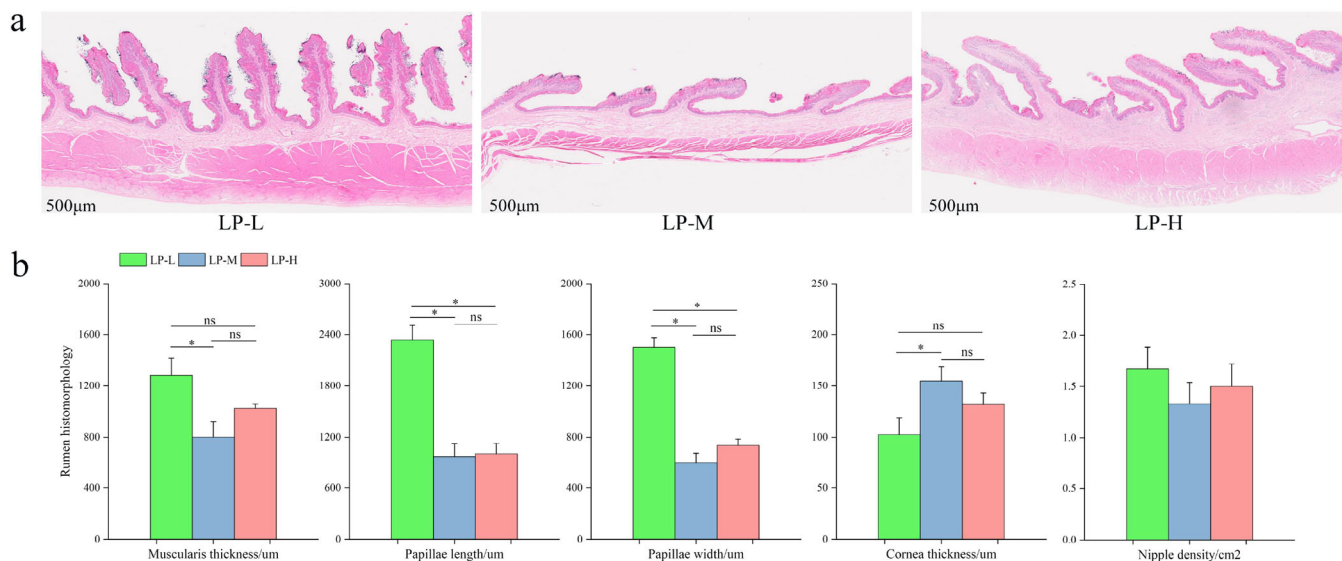 a
500μm
500μm
500μm
LP-L
LP-M
LP-H
b
LP-L LP-M LP-H
Rumen histomorphology
2000
1600
1200
800
400
0
ns
* ns
Muscularis thickness/um
3000
2400
1800
1200
600
0
*
* ns
Papillae length/um
2000
1600
1200
800
400
0
*
* ns
Papillae width/um
250
200
150
100
50
0
ns
* ns
Cornea thickness/um
2.5
2.0
1.5
1.0
0.5
0.0
Nipple density/cm2